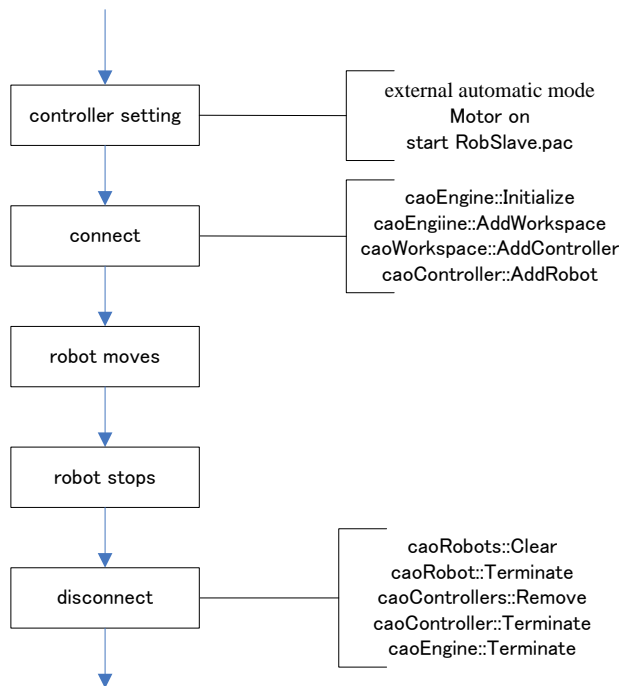 controller setting
external automatic mode
Motor on
start RobSlave.pac
connect
caoEngine::Initialize
caoEngiine::AddWorkspace
caoWorkspace::AddController
caoController::AddRobot
robot moves
robot stops
disconnect
caoRobots::Clear
caoRobot::Terminate
caoControllers::Remove
caoController::Terminate
caoEngine::Terminate